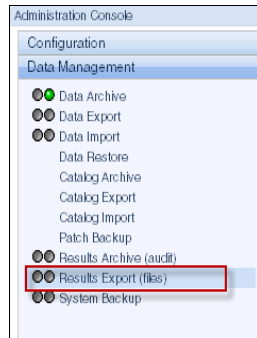 Administration Console
Configuration
Data Management
Data Archive
Data Export
Data Import
Data Restore
Catalog Archive
Catalog Export
Catalog Import
Patch Backup
Results Archive (audit)
Results Export (files)
System Backup